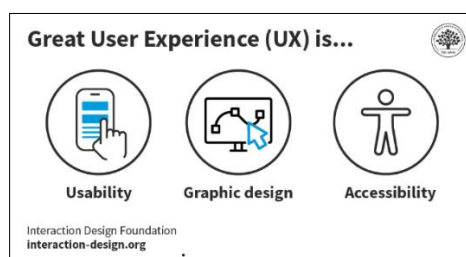 Great User Experience (UX) is...
Usability
Graphic design
Accessibility
Interaction Design Foundation
interaction-design.org